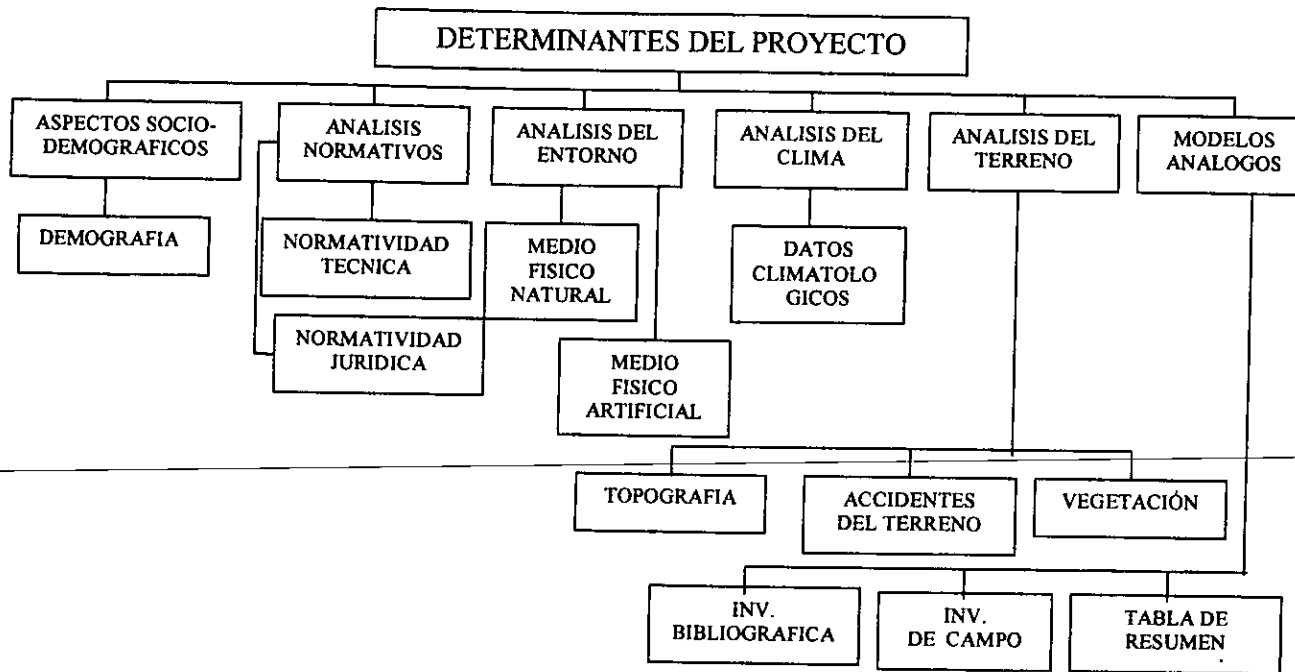 DETERMINANTES DEL PROYECTO
ASPECTOS SOCIO-
DEMOGRAFICOS
ANALISIS
NORMATIVOS
ANALISIS DEL
ENTORNO
ANALISIS DEL
CLIMA
ANALISIS DEL
TERRENO
MODELOS
ANALOGOS
DEMOGRAFIA
NORMATIVIDAD
TECNICA
MEDIO
FISICO
NATURAL
DATOS
CLIMATOLO
GICOS
NORMATIVIDAD
JURIDICA
MEDIO
FISICO
ARTIFICIAL
TOPOGRAFIA
ACCIDENTES
DEL TERRENO
VEGETACIÓN
INV.
BIBLIOGRAFICA
INV.
DE CAMPO
TABLA DE
RESUMEN